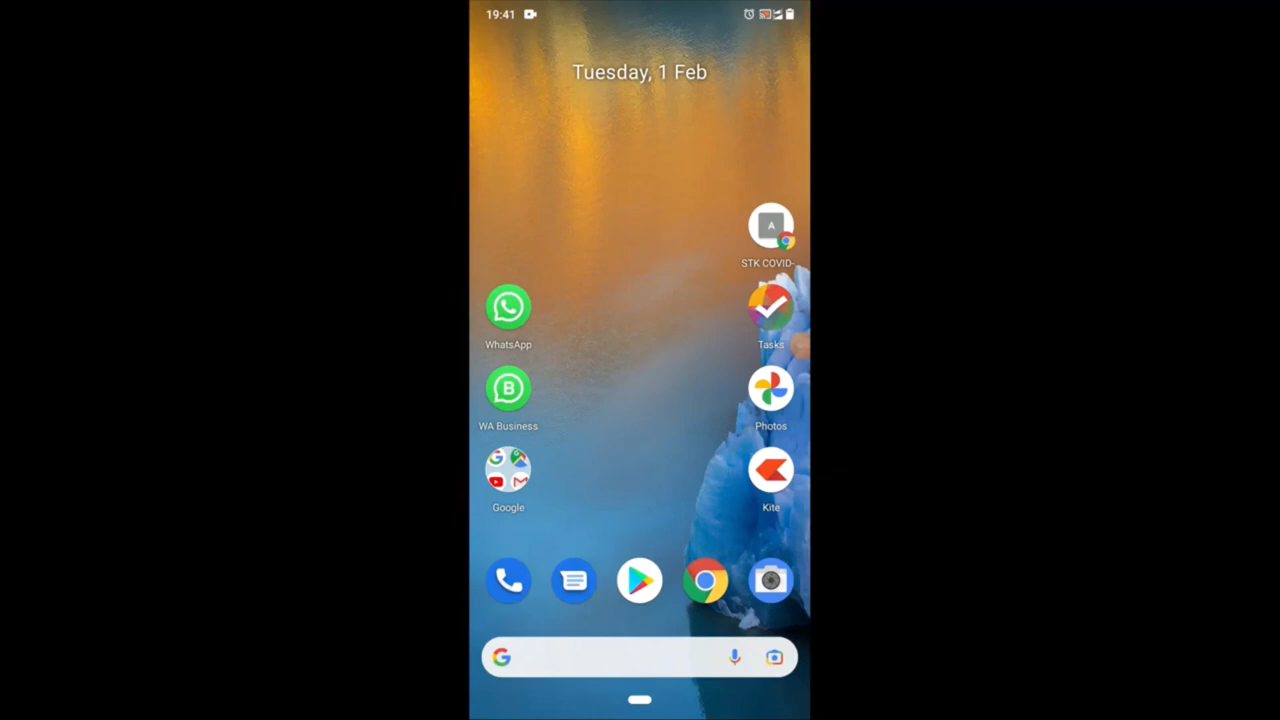 19:41
Tuesday, 1 Feb
A
STK COVID-
WhatsApp
Tasks
B
WA Business
Photos
Google
Kite